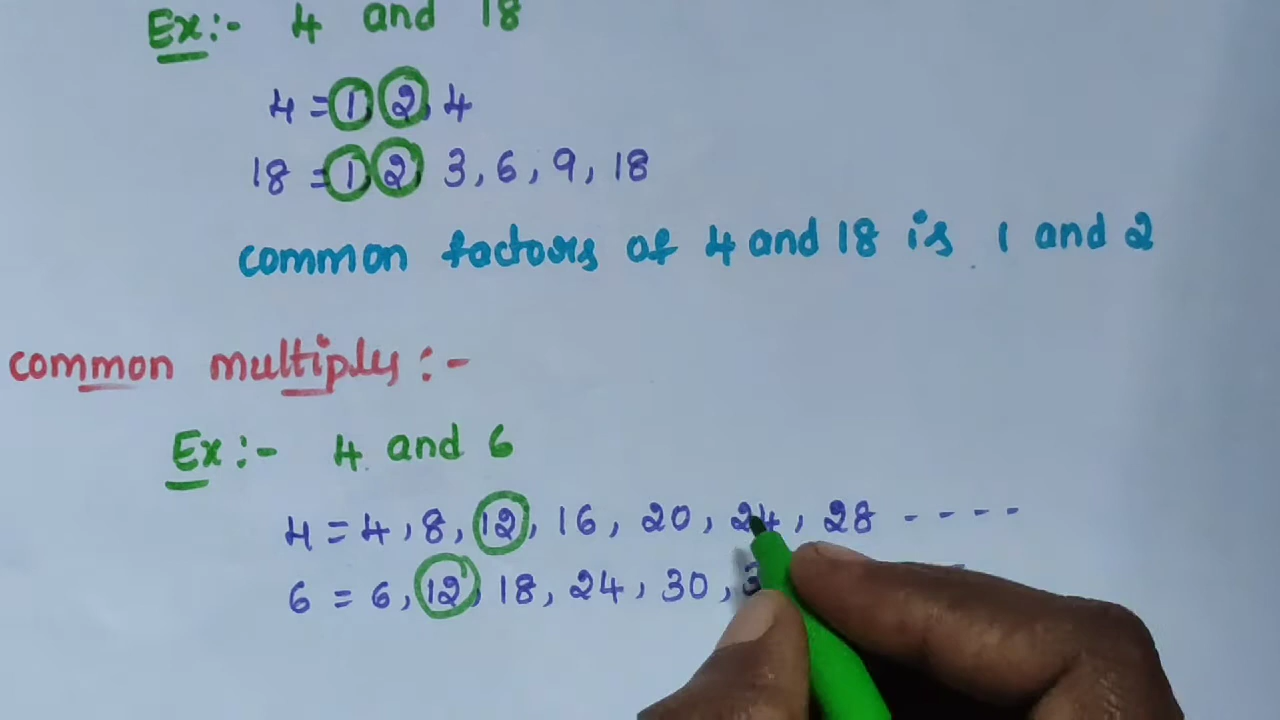 Ex:- 4 and 18
4 = 1, 2, 4
18 = 1, 2, 3, 6, 9, 18
common factors of 4 and 18 is 1 and 2
common multiply:-
Ex:- 4 and 6
4 = 4, 8, 12, 16, 20, 24, 28 ----
6 = 6, 12, 18, 24, 30,